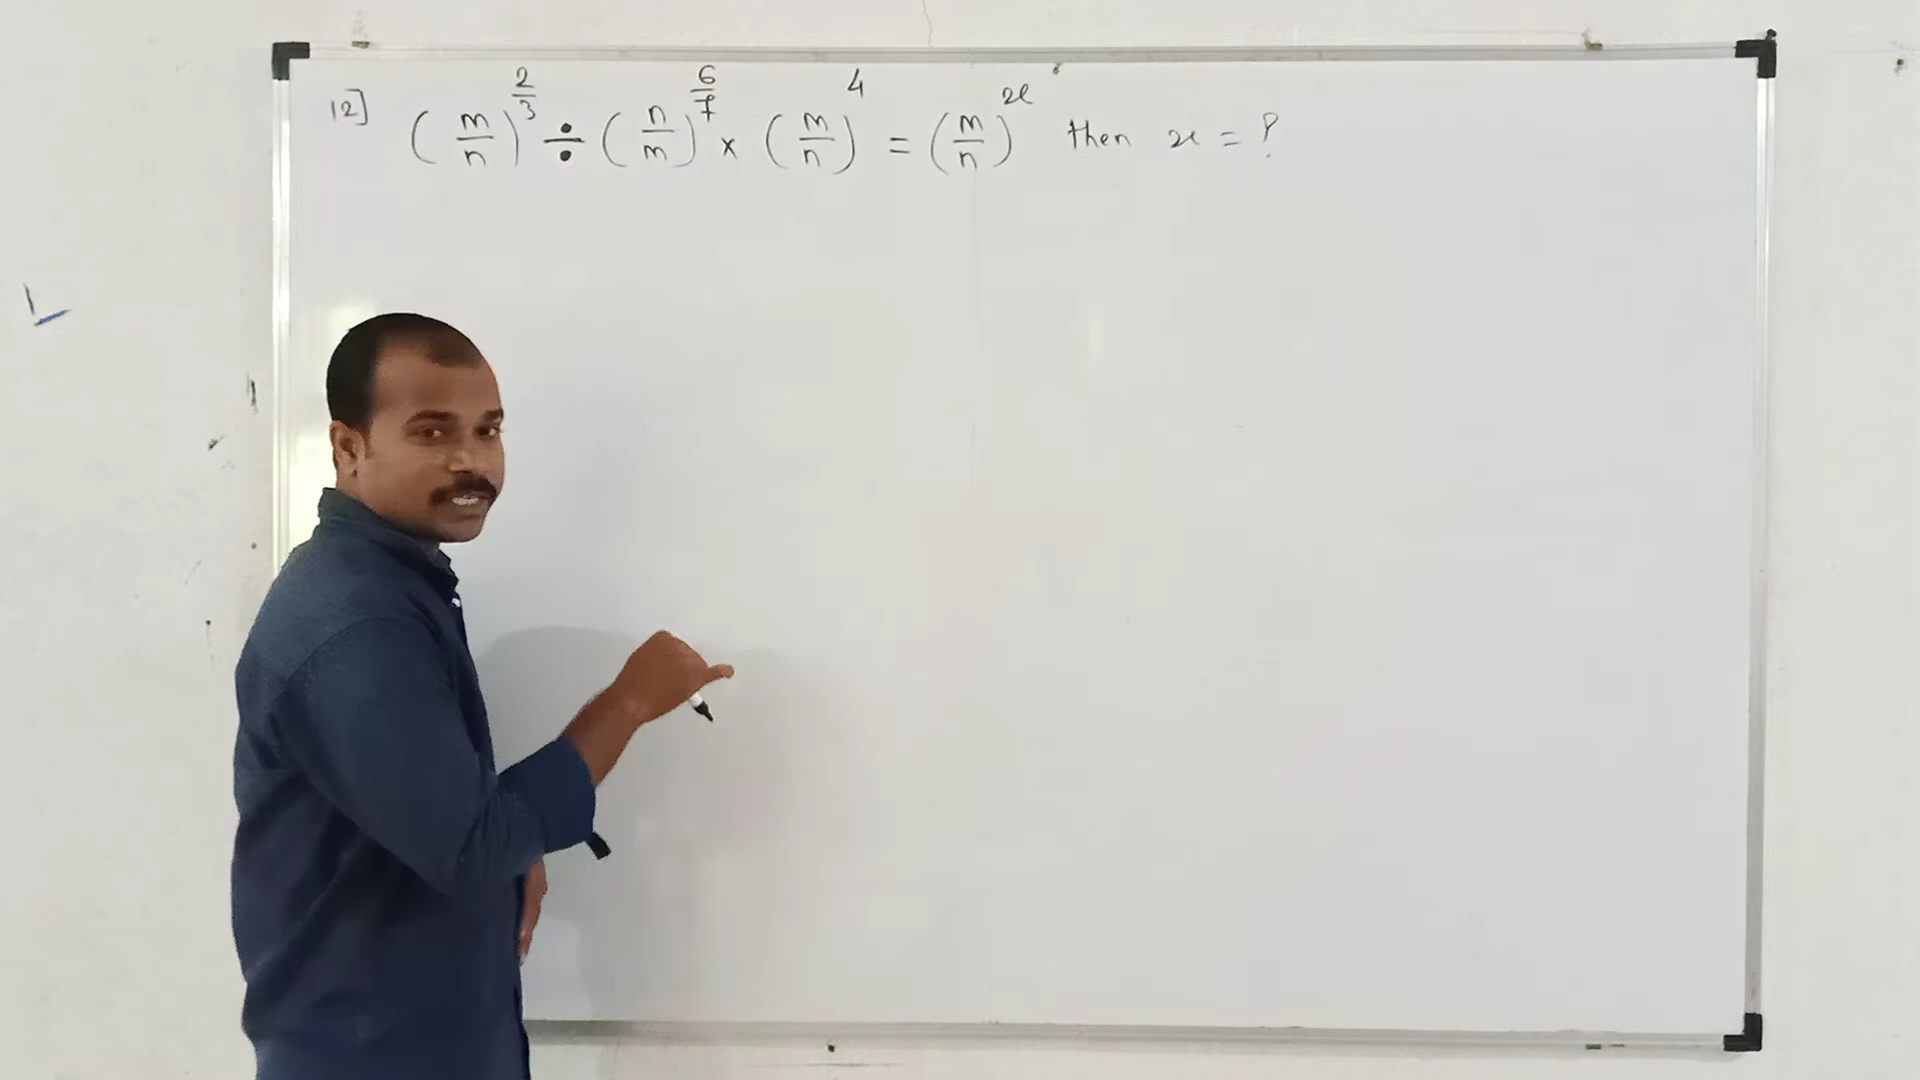 12] (m/n)^2/3 ÷ (n/m)^6/7 × (m/n)^4 = (m/n)^x then x = ?